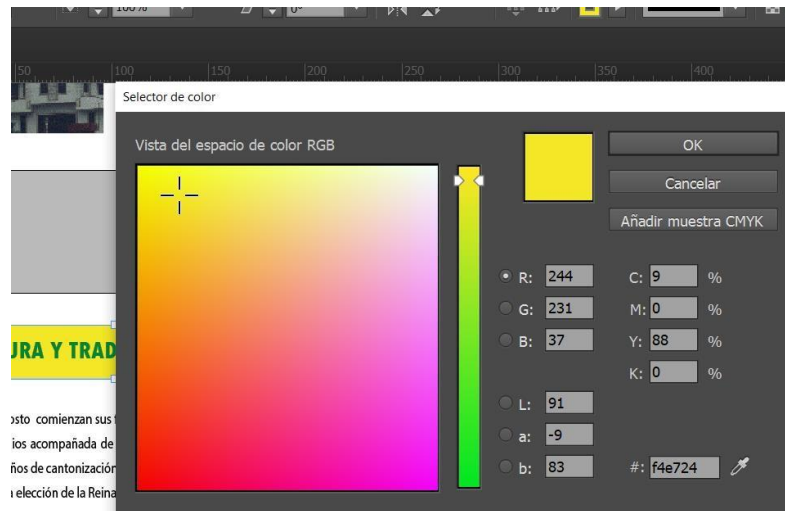 100%
0°
50 100 150 200 250 300 350 400
Selector de color
Vista del espacio de color RGB
OK
Cancelar
Añadir muestra CMYK
R: 244 C: 9 %
G: 231 M: 0 %
B: 37 Y: 88 %
K: 0 %
L: 91
a: -9
b: 83 #: f4e724
URA Y TRAD
osto comienzan sus
ios acompañada de
ños de cantonización
elección de la Reina